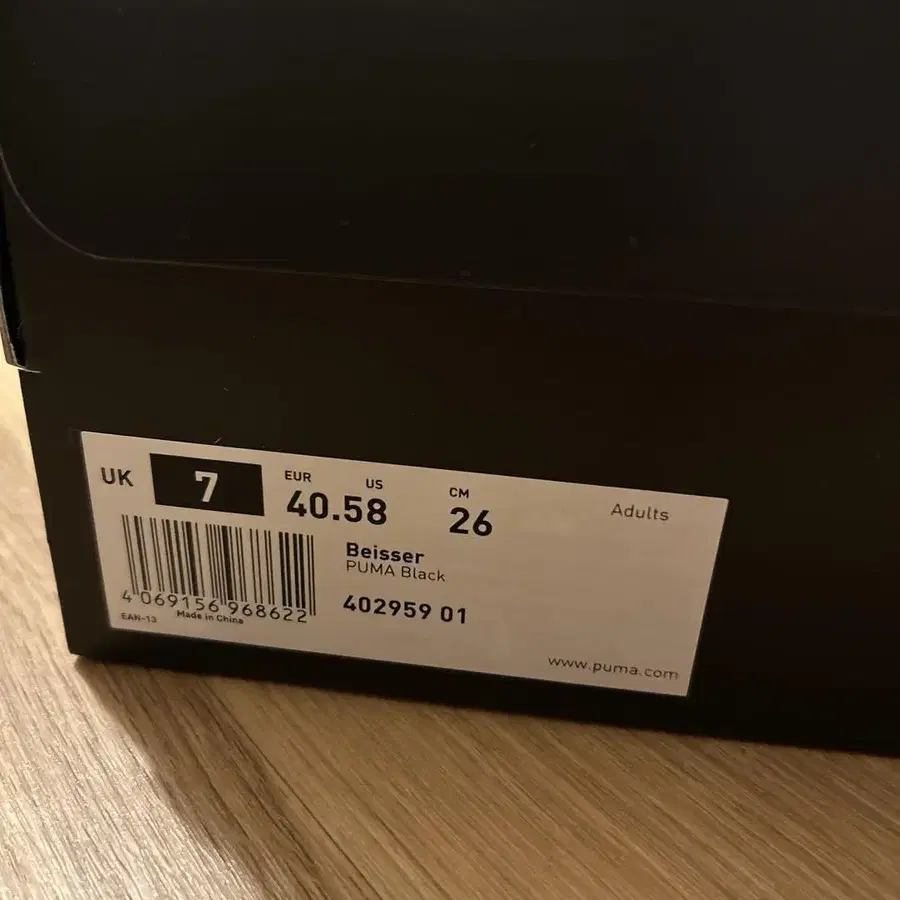 UK 7 EUR US CM Adults
40.58 26
Beisser
PUMA Black
4 069156 968622
402959 01
EAN-13 Made in China
www.puma.com